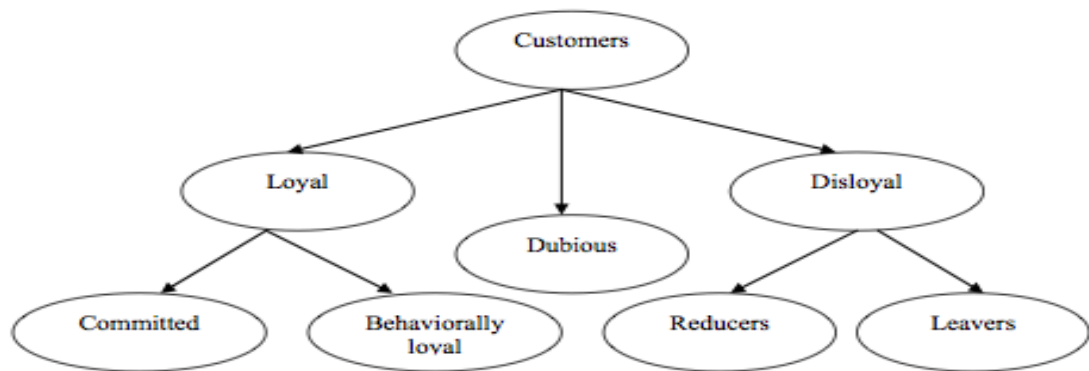 Customers
Loyal
Disloyal
Dubious
Committed
Behaviorally
loyal
Reducers
Leavers